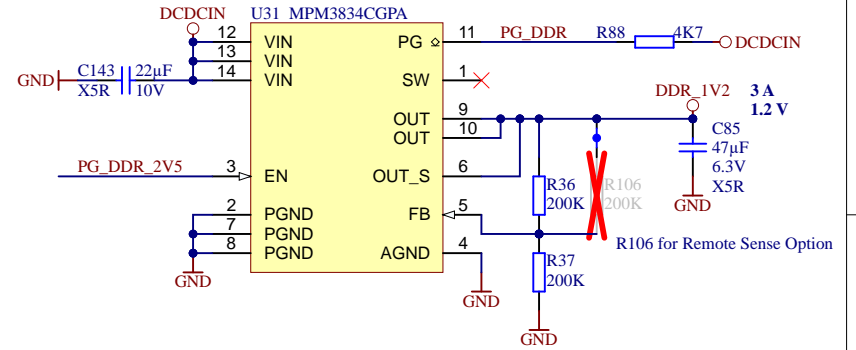 DCDCIN
U31 MPM3834CGPA
12 VIN
13 VIN
14 VIN
PG 11 PG_DDR R88 4K7 DCDCIN
GND C143 22µF
X5R 10V
SW 1
DDR_1V2 3 A
1.2 V
OUT 9
OUT 10
C85
47µF
6.3V
X5R
GND
PG_DDR_2V5 3 EN
OUT_S 6
R36
200K
R106
200K
2 PGND
7 PGND
8 PGND
GND
FB 5
AGND 4
GND
R106 for Remote Sense Option
R37
200K
GND